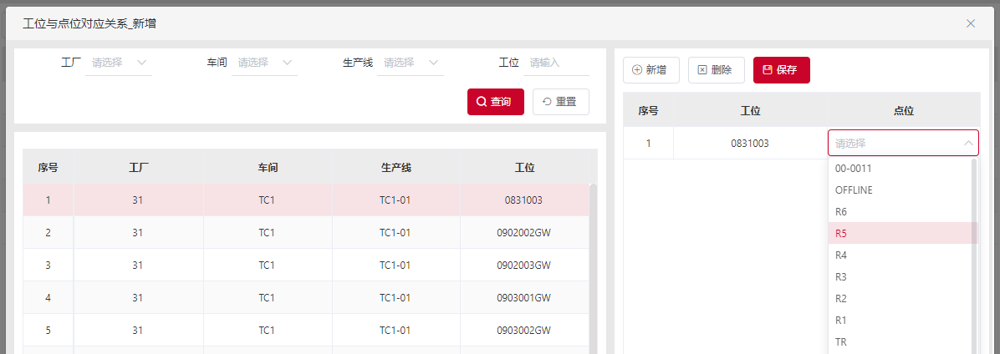 工位与点位对应关系_新增
工厂 请选择 车间 请选择 生产线 请选择 工位 请输入
查询 重置
序号 工厂 车间 生产线 工位
1 31 TC1 TC1-01 0831003
2 31 TC1 TC1-01 0902002GW
3 31 TC1 TC1-01 0902003GW
4 31 TC1 TC1-01 0903001GW
5 31 TC1 TC1-01 0903002GW
新增 删除 保存
序号 工位 点位
1 0831003 请选择
00-0011
OFFLINE
R6
R5
R4
R3
R2
R1
TR